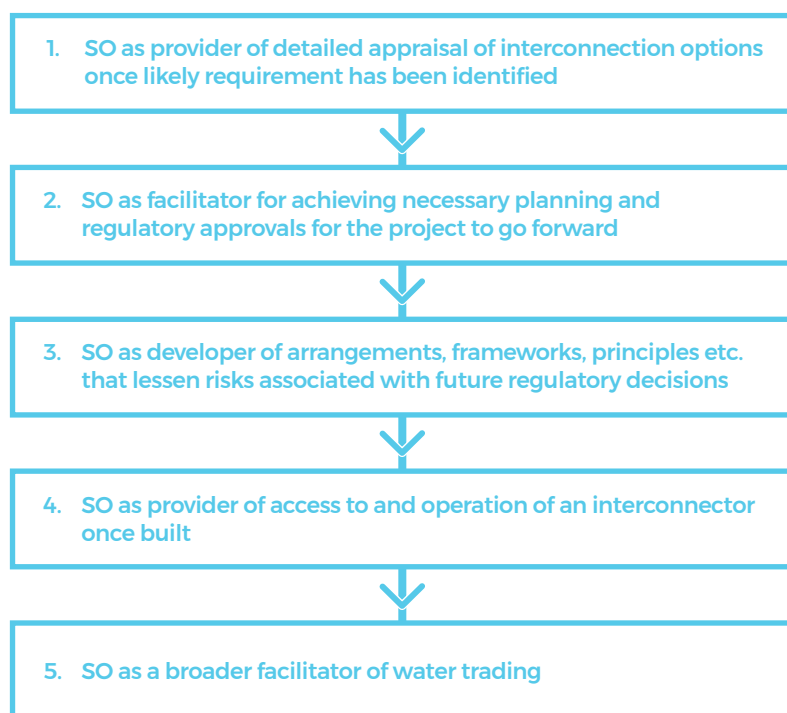 1. SO as provider of detailed appraisal of interconnection options
once likely requirement has been identified
2. SO as facilitator for achieving necessary planning and
regulatory approvals for the project to go forward
3. SO as developer of arrangements, frameworks, principles etc.
that lessen risks associated with future regulatory decisions
4. SO as provider of access to and operation of an interconnector
once built
5. SO as a broader facilitator of water trading